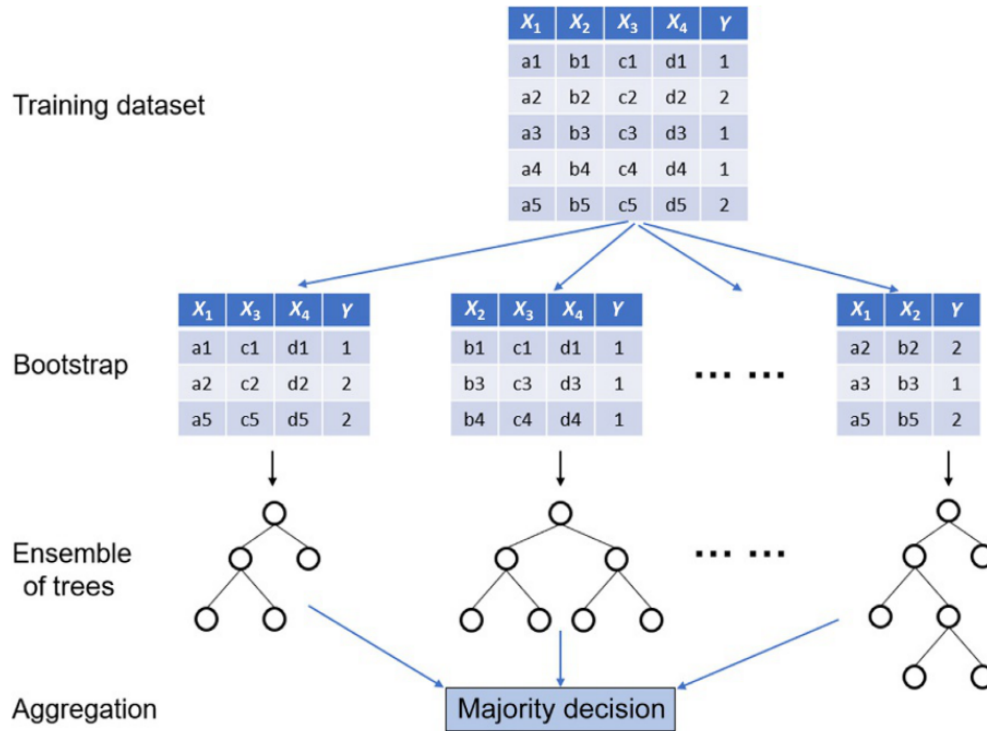 X1 X2 X3 X4 Y
a1 b1 c1 d1 1
a2 b2 c2 d2 2
Training dataset
a3 b3 c3 d3 1
a4 b4 c4 d4 1
a5 b5 c5 d5 2
X1 X3 X4 Y
a1 c1 d1 1
a2 c2 d2 2
a5 c5 d5 2
X2 X3 X4 Y
b1 c1 d1 1
b3 c3 d3 1
b4 c4 d4 1
... ...
X1 X2 Y
a2 b2 2
a3 b3 1
a5 b5 2
Bootstrap
Ensemble
of trees
... ...
Aggregation
Majority decision